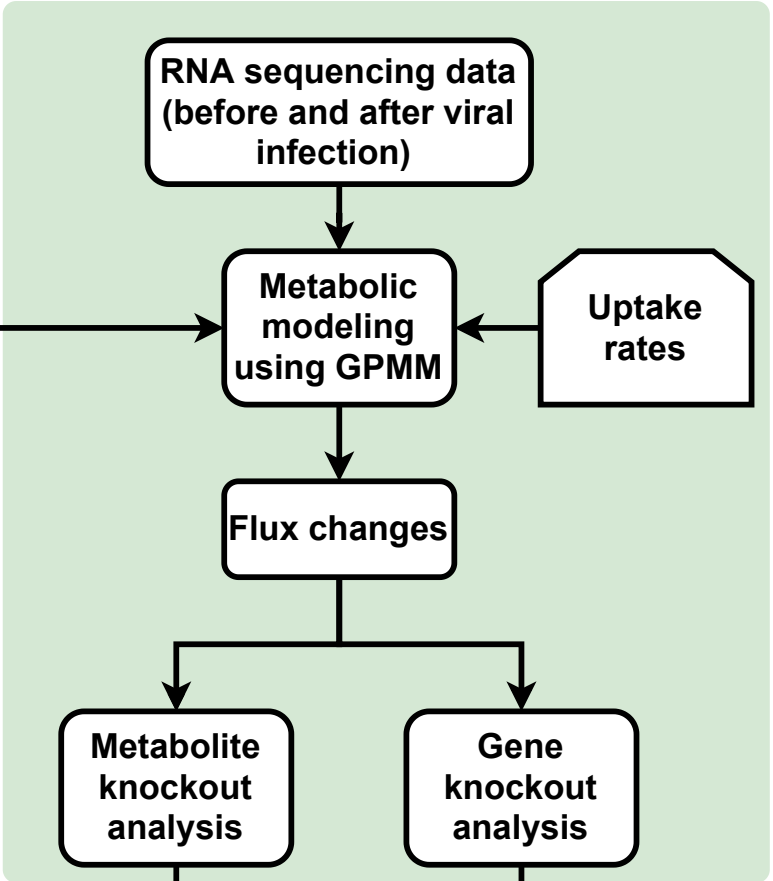 RNA sequencing data
(before and after viral
infection)
Metabolic
modeling
using GPMM
Uptake
rates
Flux changes
Metabolite
knockout
analysis
Gene
knockout
analysis